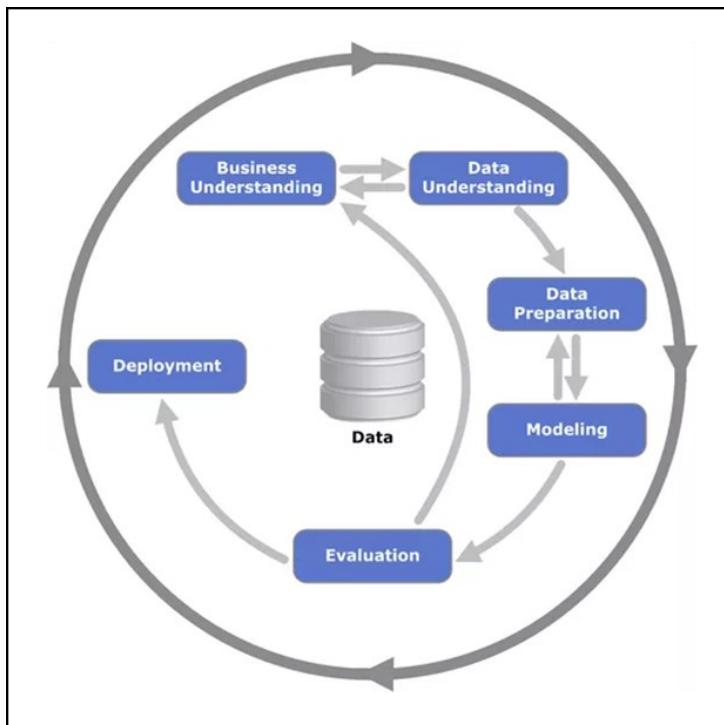 Business
Understanding
Data
Understanding
Data
Preparation
Deployment
Data
Modeling
Evaluation